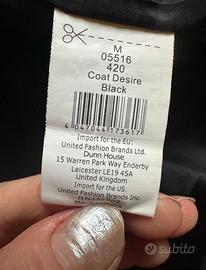 M
05516
420
Coat Desire
Black
4 047044 173617
Import for the EU:
United Fashion Brands Ltd.
Dunn House
15 Warren Park Way Enderby
Leicester LE19 4SA
United Kingdom
Import for the US:
United Fashion Brands Inc.
subito